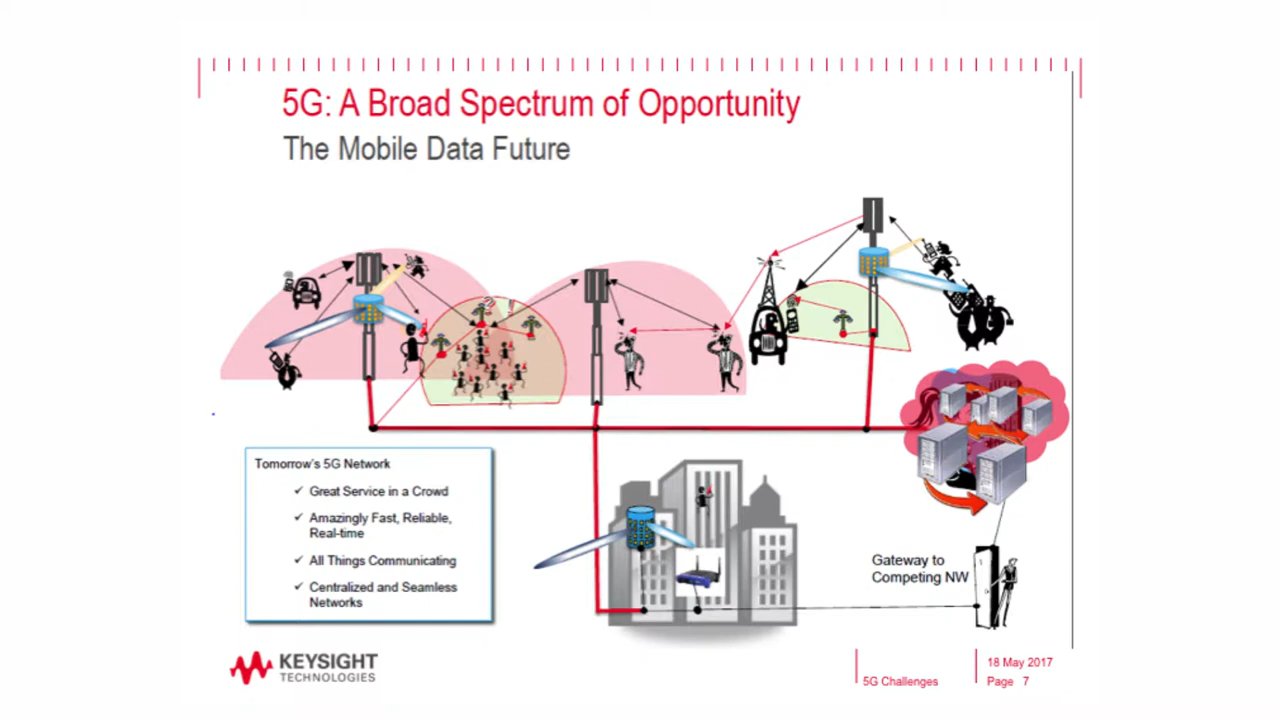 5G: A Broad Spectrum of Opportunity
The Mobile Data Future
Tomorrow's 5G Network
✓ Great Service in a Crowd
✓ Amazingly Fast, Reliable,
Real-time
✓ All Things Communicating
✓ Centralized and Seamless
Networks
Gateway to
Competing NW
KEYSIGHT
TECHNOLOGIES
5G Challenges
18 May 2017
Page 7